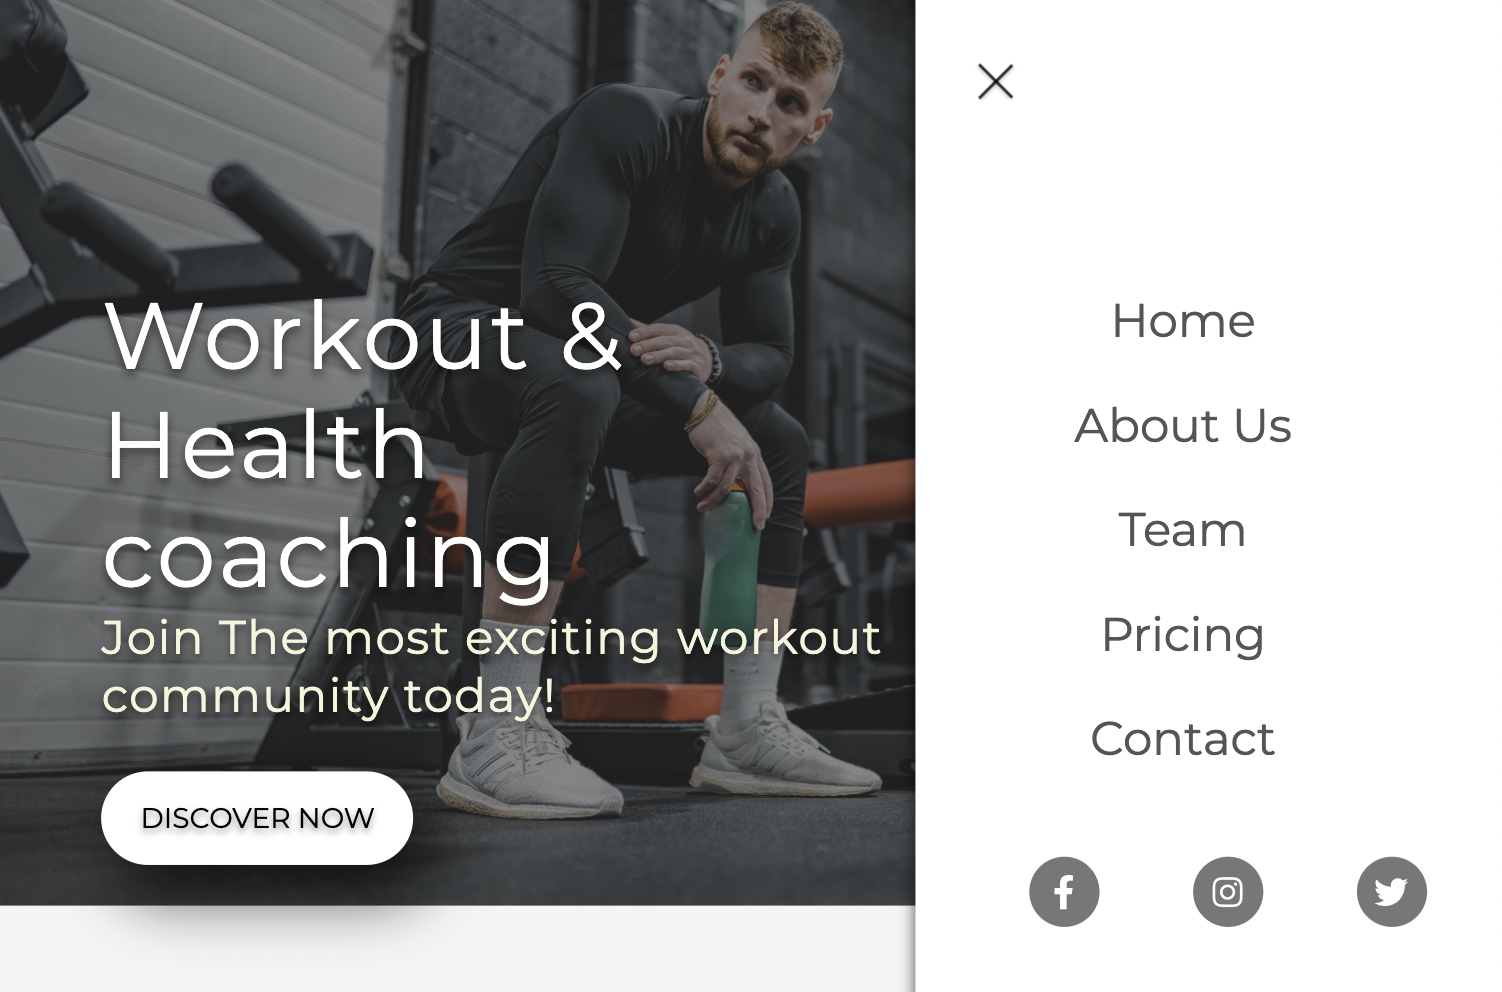 Workout &
Health
coaching
Join The most exciting workout
community today!
DISCOVER NOW
Home
About Us
Team
Pricing
Contact